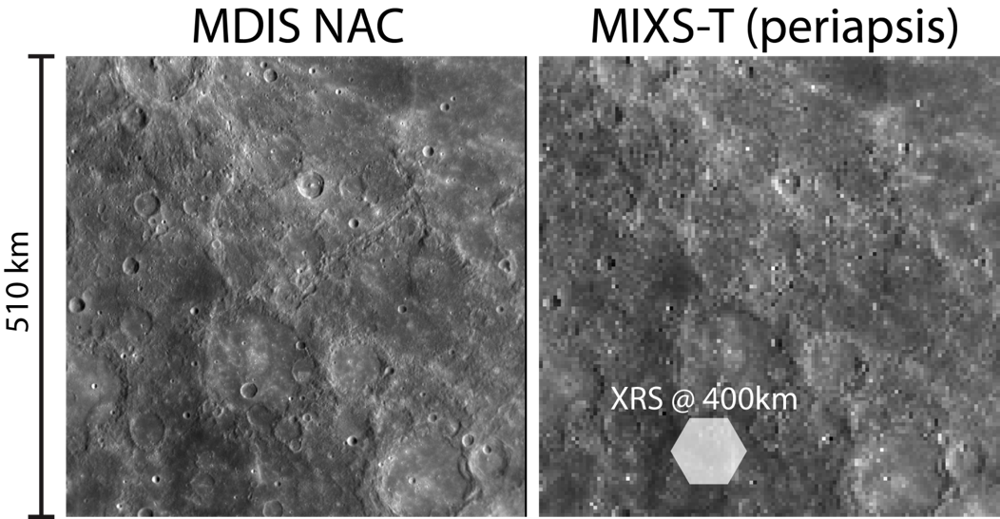 MDIS NAC
MIXS-T (periapsis)
510 km
XRS @ 400km